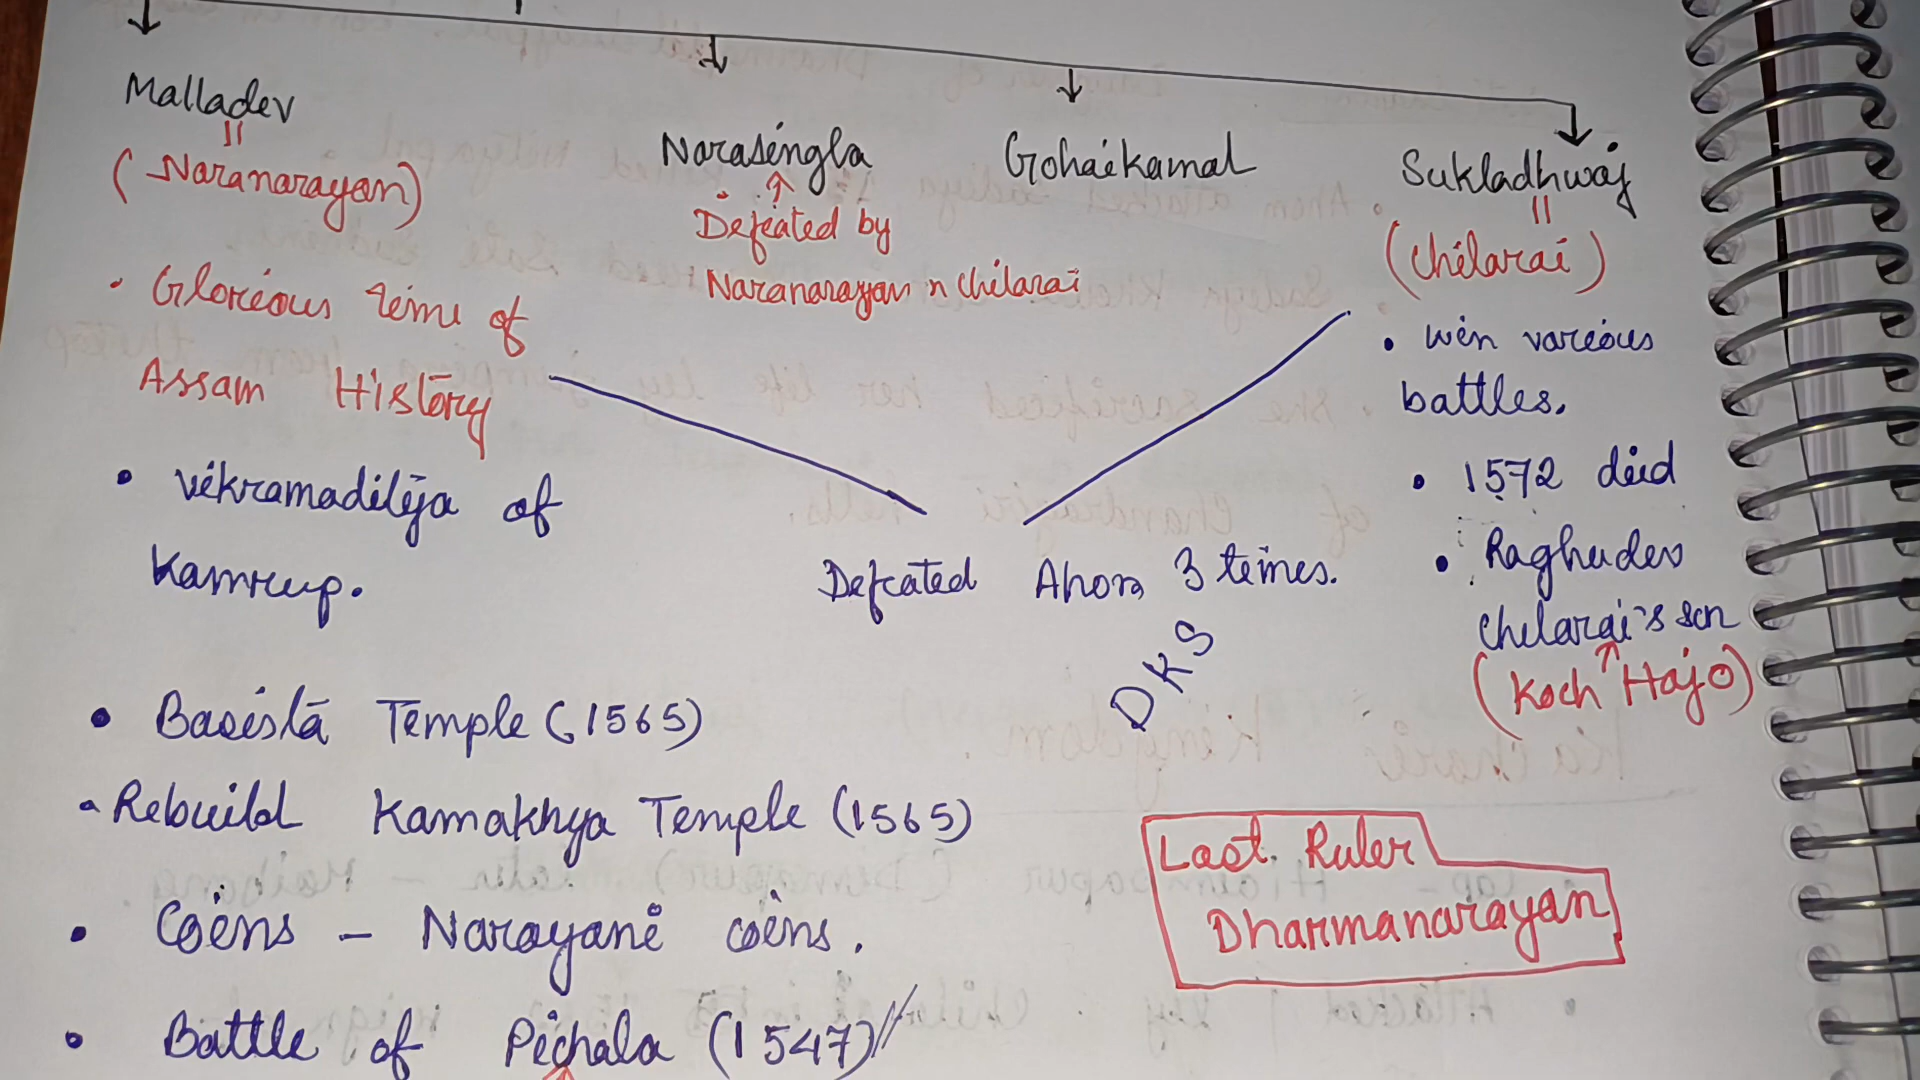 Malladev
(Naranarayan)
Narasingha
Defeated by
Naranarayan n chilarai
Gohaikamal
Sukladhwaj
(Chilarai)
• Glorious time of
Assam History
• vikramaditya of
Kamrup.
• win various
battles.
• 1572 died
• Raghudev
chilarai's son
(Koch Hajo)
Defeated Ahom 3 times.
DKS
• Basista Temple (1565)
• Rebuild Kamakhya Temple (1565)
• Coins - Narayani coins.
• Battle of Pichala (1547)//
Last Ruler
Dharmanarayan